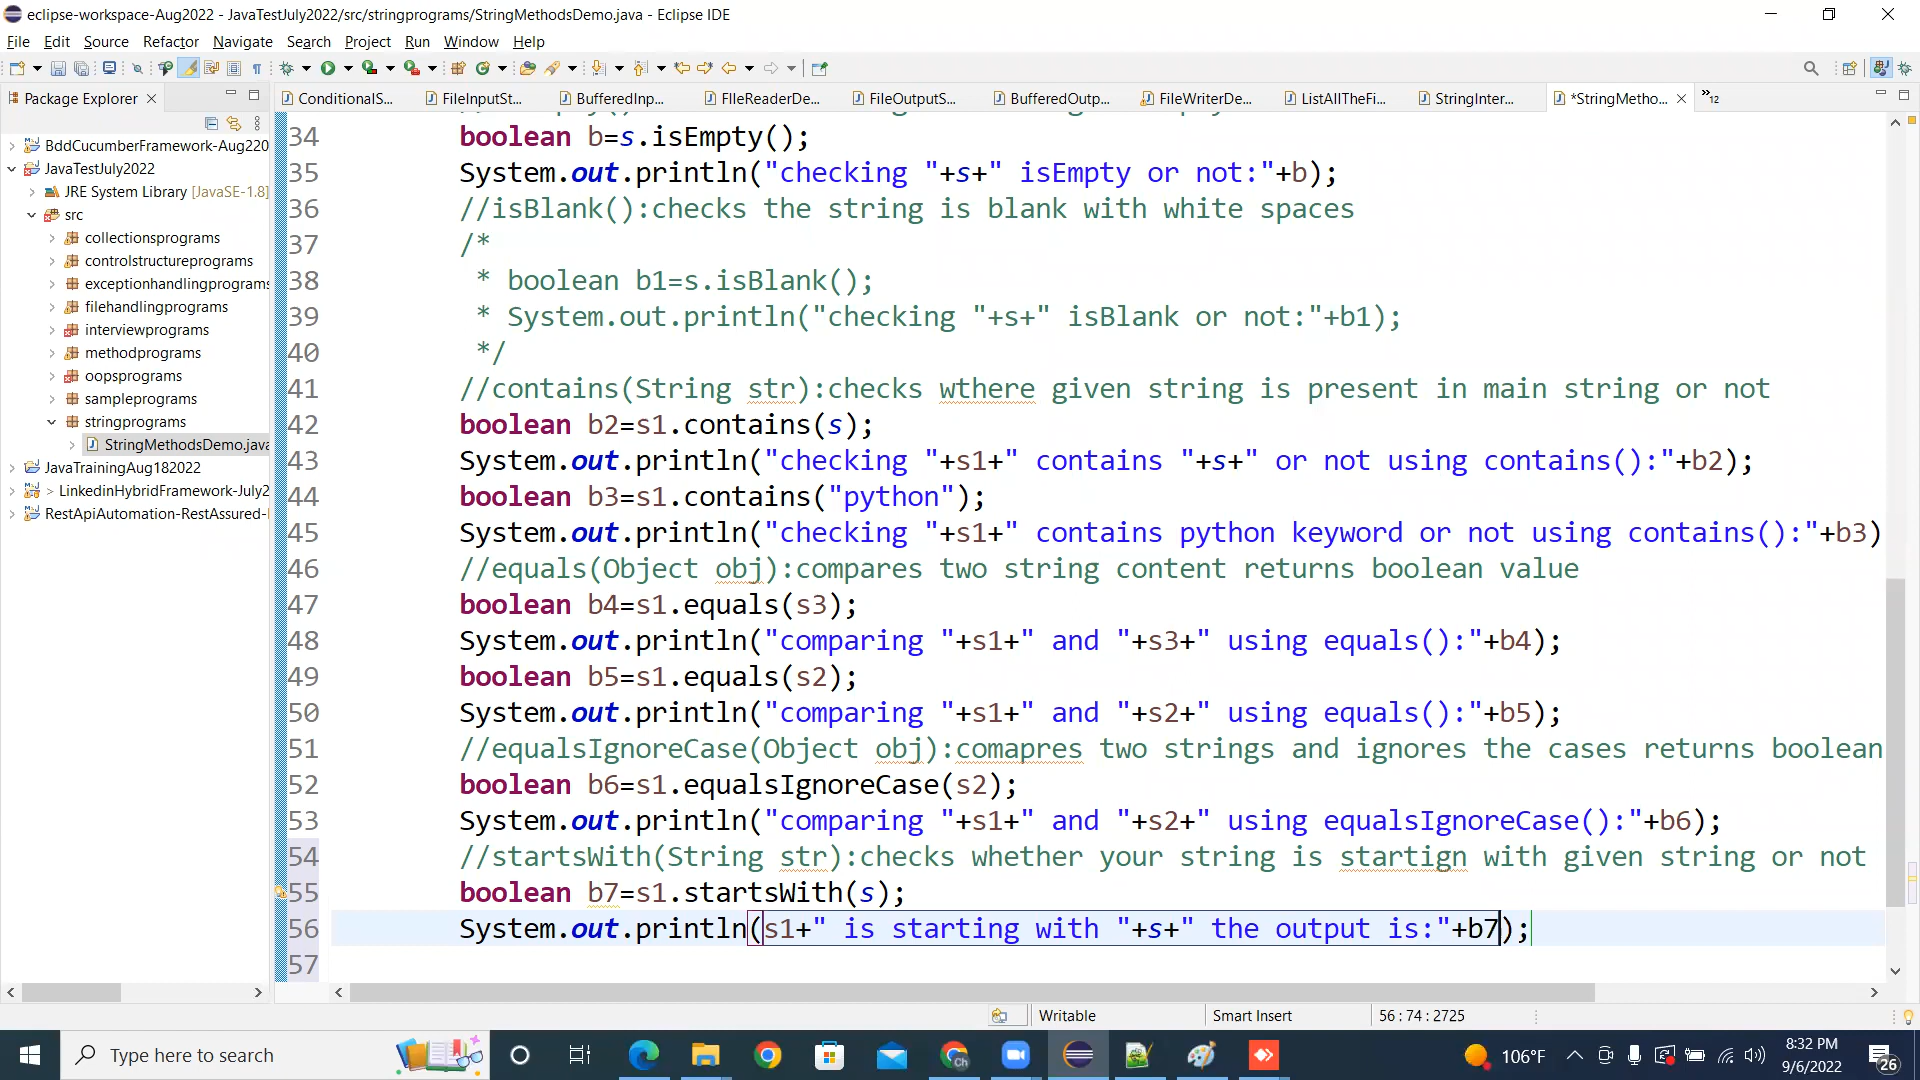 eclipse-workspace-Aug2022 - JavaTestJuly2022/src/stringprograms/StringMethodsDemo.java - Eclipse IDE
File Edit Source Refactor Navigate Search Project Run Window Help
Package Explorer
ConditionalS... FileInputSt... BufferedInp... FIleReaderDe... FileOutputS... BufferedOutp... FileWriterDe... ListAllTheFi... StringInter... *StringMetho... 12
BddCucumberFramework-Aug220
JavaTestJuly2022
JRE System Library [JavaSE-1.8]
src
collectionsprograms
controlstructureprograms
exceptionhandlingprograms
filehandlingprograms
interviewprograms
methodprograms
oopsprograms
sampleprograms
stringprograms
StringMethodsDemo.java
JavaTrainingAug182022
> LinkedinHybridFramework-July2
RestApiAutomation-RestAssured-
34 boolean b=s.isEmpty();
35 System.out.println("checking "+s+" isEmpty or not:"+b);
36 //isBlank():checks the string is blank with white spaces
37 /*
38 * boolean b1=s.isBlank();
39 * System.out.println("checking "+s+" isBlank or not:"+b1);
40 */
41 //contains(String str):checks wthere given string is present in main string or not
42 boolean b2=s1.contains(s);
43 System.out.println("checking "+s1+" contains "+s+" or not using contains():"+b2);
44 boolean b3=s1.contains("python");
45 System.out.println("checking "+s1+" contains python keyword or not using contains():"+b3)
46 //equals(Object obj):compares two string content returns boolean value
47 boolean b4=s1.equals(s3);
48 System.out.println("comparing "+s1+" and "+s3+" using equals():"+b4);
49 boolean b5=s1.equals(s2);
50 System.out.println("comparing "+s1+" and "+s2+" using equals():"+b5);
51 //equalsIgnoreCase(Object obj):comapres two strings and ignores the cases returns boolean
52 boolean b6=s1.equalsIgnoreCase(s2);
53 System.out.println("comparing "+s1+" and "+s2+" using equalsIgnoreCase():"+b6);
54 //startsWith(String str):checks whether your string is startign with given string or not
55 boolean b7=s1.startsWith(s);
56 System.out.println(s1+" is starting with "+s+" the output is:"+b7);
57
Writable Smart Insert 56 : 74 : 2725
Type here to search
106°F
8:32 PM
9/6/2022
26